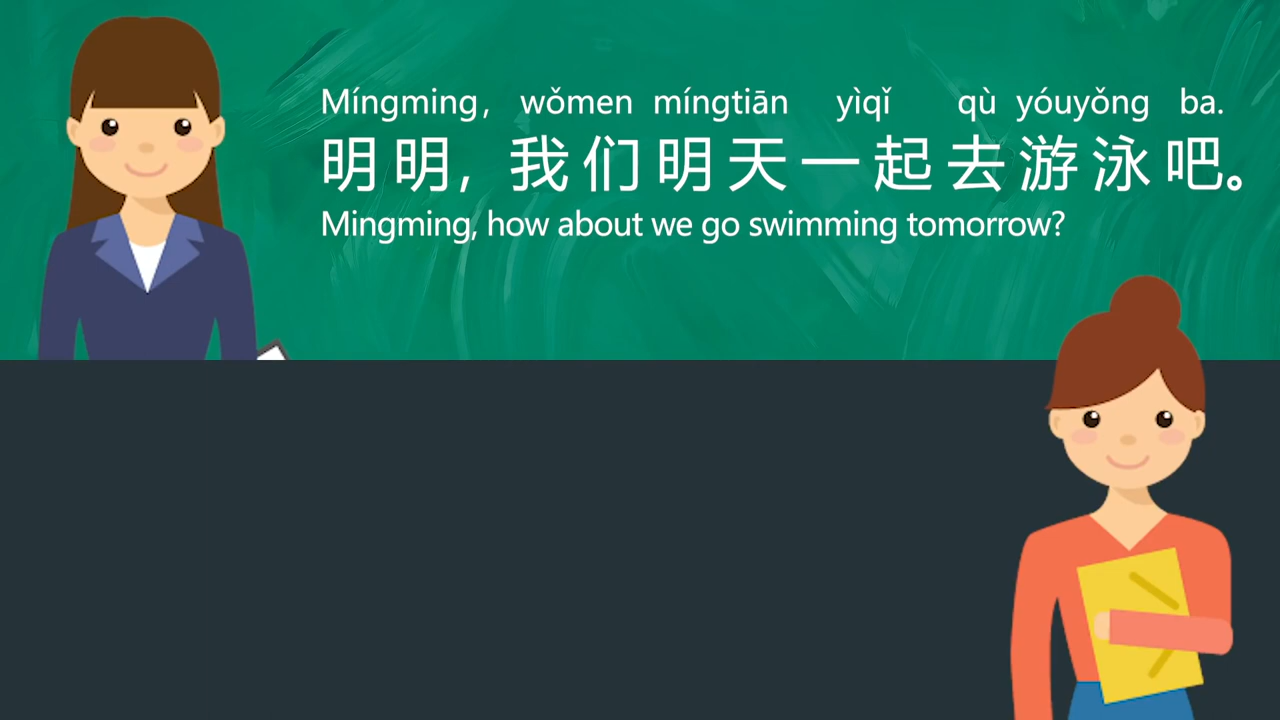 Míngming, wǒmen míngtiān yìqǐ qù yóuyǒng ba.
明明, 我们明天一起去游泳吧。
Mingming, how about we go swimming tomorrow?